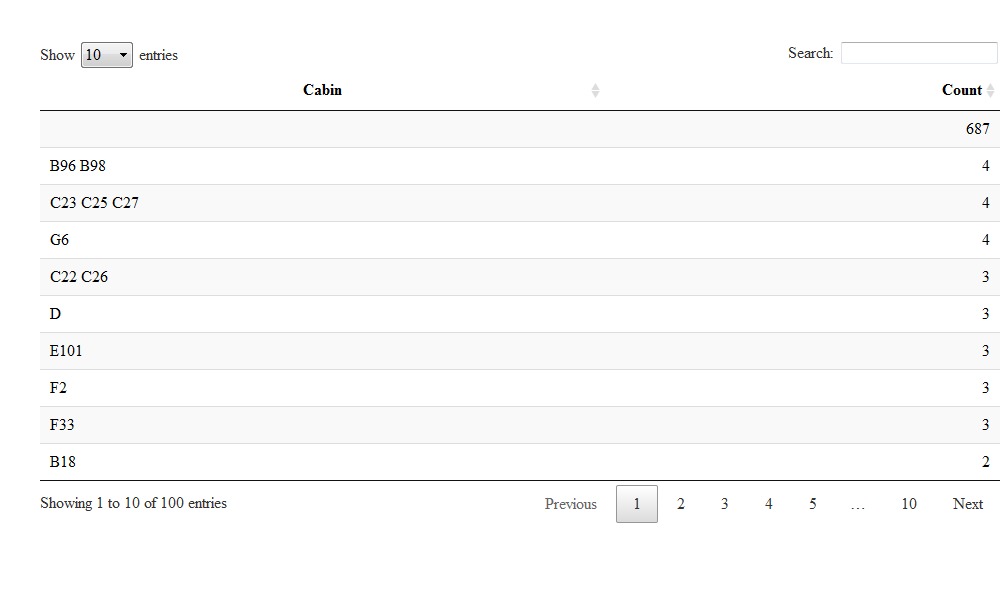 Show 10 entries Search:
Cabin Count
687
B96 B98 4
C23 C25 C27 4
G6 4
C22 C26 3
D 3
E101 3
F2 3
F33 3
B18 2
Showing 1 to 10 of 100 entries Previous 1 2 3 4 5 … 10 Next